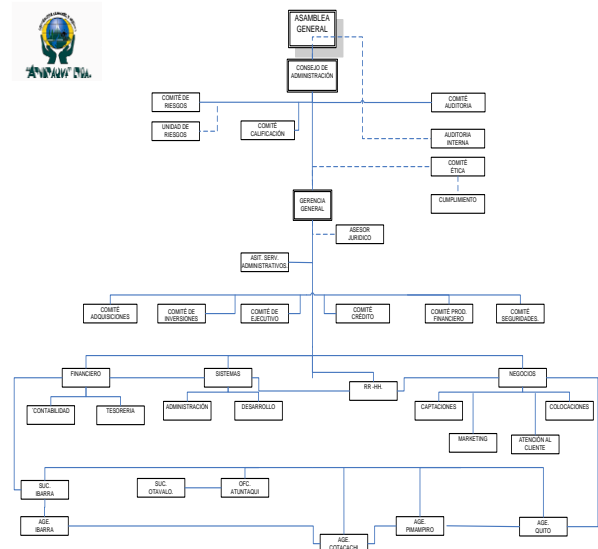 ASAMBLEA
GENERAL
CONSEJO DE
ADMINISTRACIÓN
COMITÉ DE
RIESGOS
COMITÉ
AUDITORIA
UNIDAD DE
RIESGOS
COMITÉ
CALIFICACIÓN
AUDITORIA
INTERNA
COMITÉ
ÉTICA
CUMPLIMIENTO
GERENCIA
GENERAL
ASESOR
JURIDICO
ASIT. SERV.
ADMINISTRATIVOS.
COMITÉ
ADQUISICIONES
COMITÉ DE
INVERSIONES
COMITÉ DE
EJECUTIVO
COMITÉ
CRÉDITO
COMITÉ PROD.
FINANCIERO
COMITÉ
SEGURIDADES.
FINANCIERO
SISTEMAS
RR -HH.
NEGOCIOS
CONTABILIDAD
TESORERIA
ADMINISTRACIÓN
DESARROLLO
CAPTACIONES
COLOCACIONES
MARKETING
ATENCIÓN AL
CLIENTE
SUC.
IBARRA
SUC.
OTAVALO.
OFC.
ATUNTAQUI
AGE.
IBARRA
AGE.
COTACACHI
AGE.
PIMAMPIRO
AGE.
QUITO